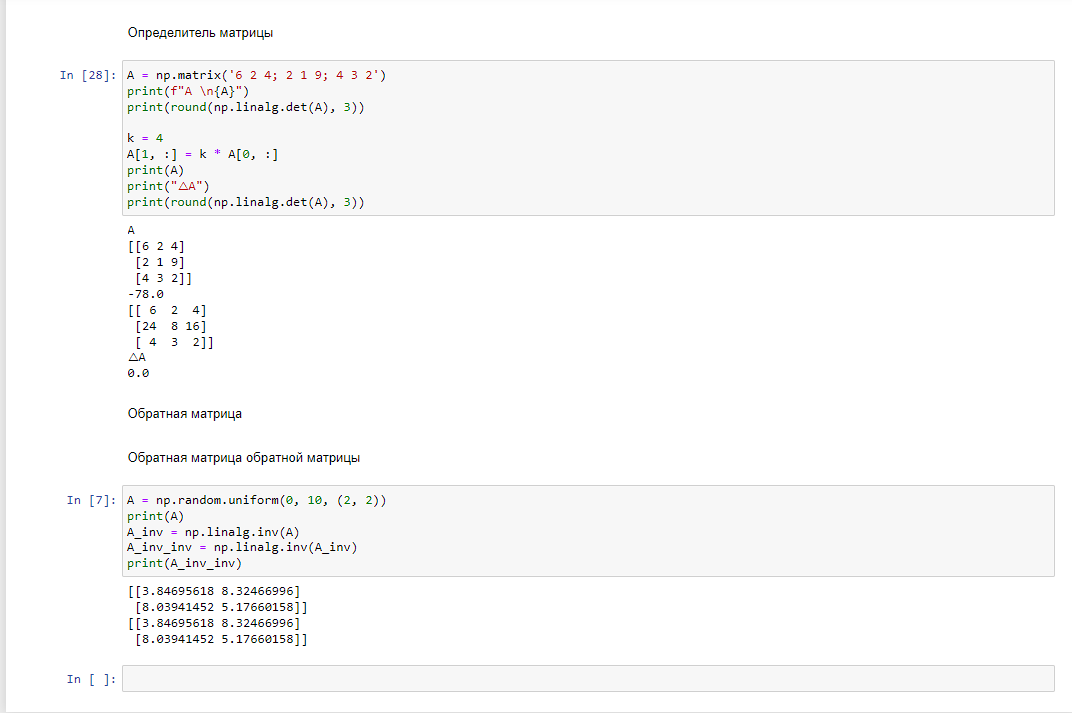 Определитель матрицы
In [28]: A = np.matrix('6 2 4; 2 1 9; 4 3 2')
print(f"A \n{A}")
print(round(np.linalg.det(A), 3))
k = 4
A[1, :] = k * A[0, :]
print(A)
print("△A")
print(round(np.linalg.det(A), 3))
A
[[6 2 4]
 [2 1 9]
 [4 3 2]]
-78.0
[[ 6  2  4]
 [24  8 16]
 [ 4  3  2]]
△A
0.0
Обратная матрица
Обратная матрица обратной матрицы
In [7]: A = np.random.uniform(0, 10, (2, 2))
print(A)
A_inv = np.linalg.inv(A)
A_inv_inv = np.linalg.inv(A_inv)
print(A_inv_inv)
[[3.84695618 8.32466996]
 [8.03941452 5.17660158]]
[[3.84695618 8.32466996]
 [8.03941452 5.17660158]]
In [ ]: